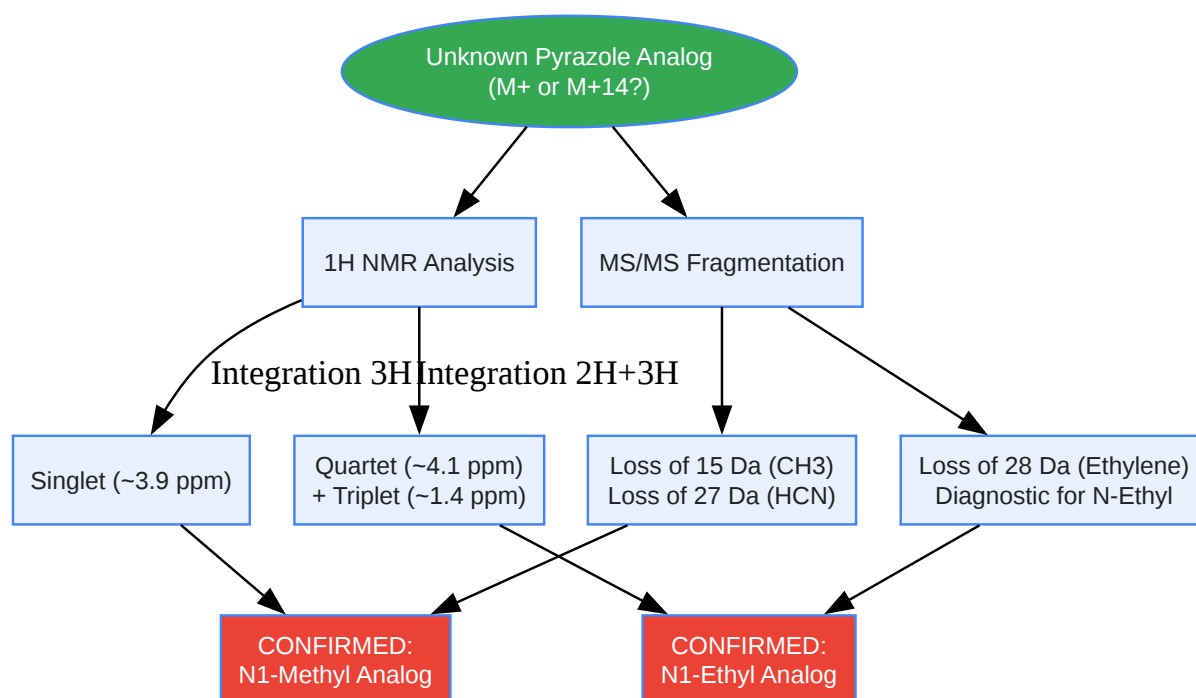 Unknown Pyrazole Analog
(M+ or M+14?)
1H NMR Analysis
MS/MS Fragmentation
Integration 3H
Integration 2H+3H
Singlet (~3.9 ppm)
Quartet (~4.1 ppm)
+ Triplet (~1.4 ppm)
Loss of 15 Da (CH3)
Loss of 27 Da (HCN)
Loss of 28 Da (Ethylene)
Diagnostic for N-Ethyl
CONFIRMED:
N1-Methyl Analog
CONFIRMED:
N1-Ethyl Analog